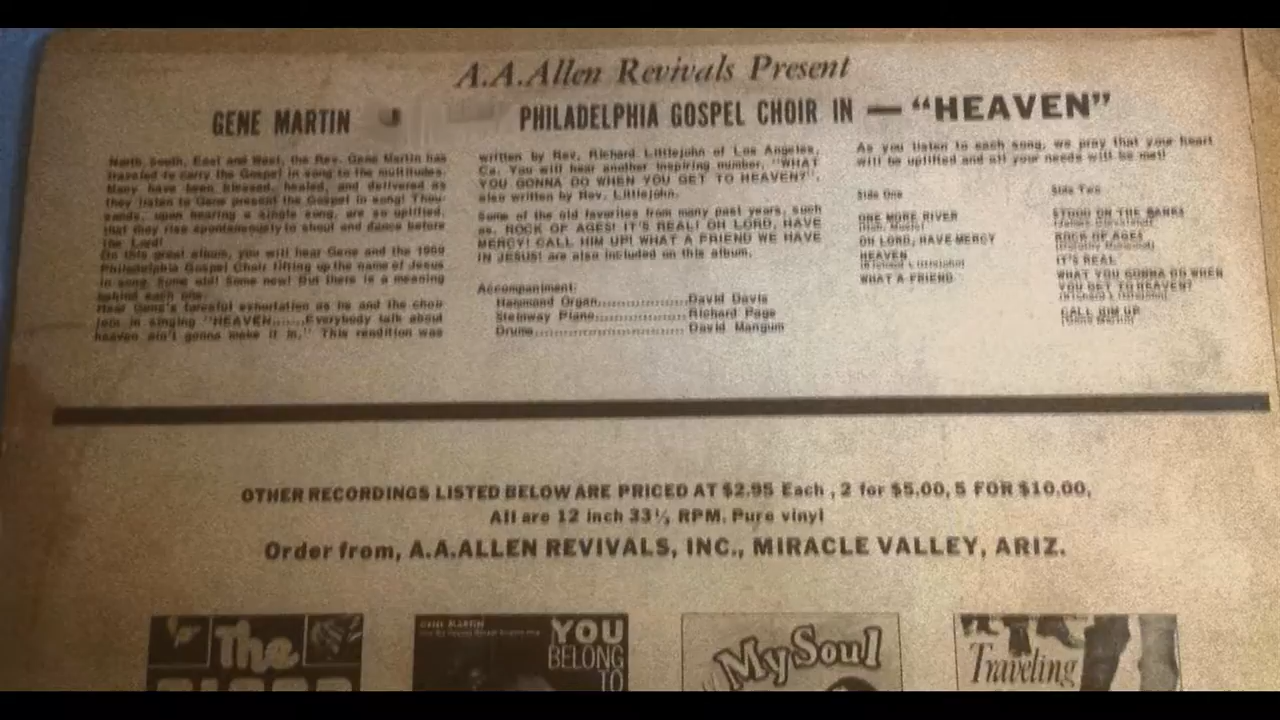 A.A.Allen Revivals Present
GENE MARTIN
PHILADELPHIA GOSPEL CHOIR IN — "HEAVEN"
North, South, East and West, the Rev. Gene Martin has
traveled to carry the Gospel in song to the multitudes.
Many have been blessed, healed, and delivered as
they listen to Gene present the Gospel in song! Thou-
sands, upon hearing a single song, are so uplifted,
that they rise spontaneously to shout and dance before
the Lord!
On this great album, you will hear Gene and the 1969
Philadelphia Gospel Choir lifting up the name of Jesus
in song. Some old! Some new! But there is a meaning
behind each one.
Hear Gene's forceful exhortation as he and the choir
join in singing "HEAVEN......Everybody talk about
heaven ain't gonna make it in." This rendition was
written by Rev. Richard Littlejohn of Los Angeles,
Ca. You will hear another inspiring number, "WHAT
YOU GONNA DO WHEN YOU GET TO HEAVEN?",
also written by Rev. Littlejohn.
Some of the old favorites from many past years, such
as, ROCK OF AGES! IT'S REAL! OH LORD, HAVE
MERCY! CALL HIM UP! WHAT A FRIEND WE HAVE
IN JESUS! are also included on this album.
Accompaniment:
Hammond Organ......................David Davis
Steinway Piano.......................Richard Page
Drums......................................David Mangum
As you listen to each song, we pray that your heart
will be uplifted and all your needs will be met!
Side One
ONE MORE RIVER
OH LORD, HAVE MERCY
HEAVEN
(Richard Littlejohn)
WHAT A FRIEND
Side Two
STOOD ON THE BANKS
ROCK OF AGES
IT'S REAL
WHAT YOU GONNA DO WHEN
YOU GET TO HEAVEN?
(Richard Littlejohn)
CALL HIM UP
(Gene Martin)
OTHER RECORDINGS LISTED BELOW ARE PRICED AT $2.95 Each, 2 for $5.00, 5 FOR $10.00,
All are 12 inch 33⅓ RPM. Pure vinyl
Order from, A.A.ALLEN REVIVALS, INC., MIRACLE VALLEY, ARIZ.
The
GENE MARTIN
YOU
BELONG
TO
My Soul
Traveling